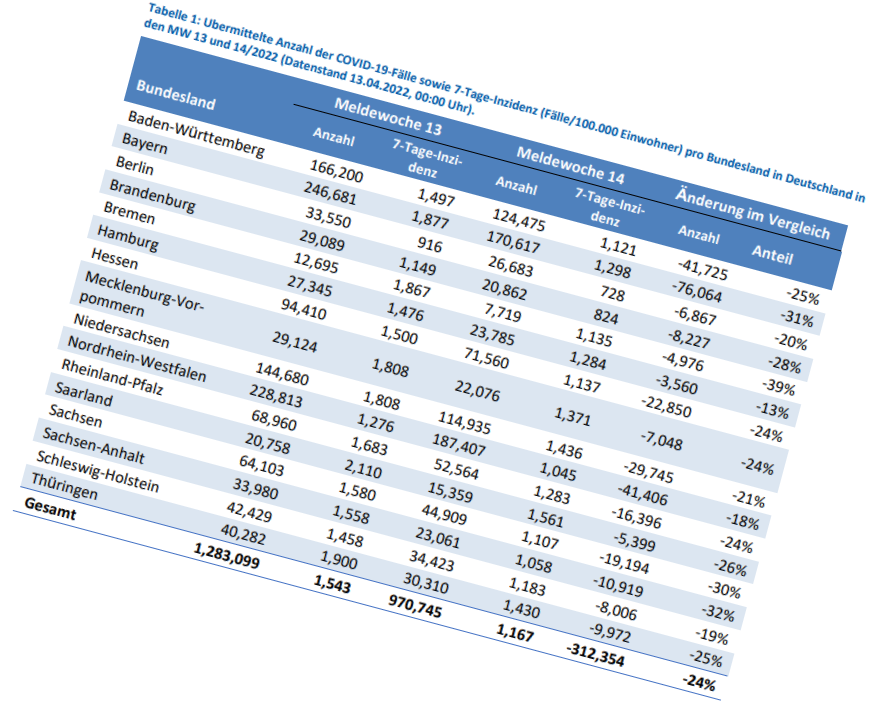 Tabelle 1: Übermittelte Anzahl der COVID-19-Fälle sowie 7-Tage-Inzidenz (Fälle/100.000 Einwohner) pro Bundesland in Deutschland in
den MW 13 und 14/2022 (Datenstand 13.04.2022, 00:00 Uhr).
Bundesland Meldewoche 13 Meldewoche 14 Änderung im Vergleich
Anzahl 7-Tage-Inzi- Anzahl 7-Tage-Inzi- Anzahl Anteil
denz denz
Baden-Württemberg 166,200 1,497 124,475 1,121 -41,725 -25%
Bayern 246,681 1,877 170,617 1,298 -76,064 -31%
Berlin 33,550 916 26,683 728 -6,867 -20%
Brandenburg 29,089 1,149 20,862 824 -8,227 -28%
Bremen 12,695 1,867 7,719 1,135 -4,976 -39%
Hamburg 27,345 1,476 23,785 1,284 -3,560 -13%
Hessen 94,410 1,500 71,560 1,137 -22,850 -24%
Mecklenburg-Vor-
pommern 29,124 1,808 22,076 1,371 -7,048 -24%
Niedersachsen 144,680 1,808 114,935 1,436 -29,745 -21%
Nordrhein-Westfalen 228,813 1,276 187,407 1,045 -41,406 -18%
Rheinland-Pfalz 68,960 1,683 52,564 1,283 -16,396 -24%
Saarland 20,758 2,110 15,359 1,561 -5,399 -26%
Sachsen 64,103 1,580 44,909 1,107 -19,194 -30%
Sachsen-Anhalt 33,980 1,558 23,061 1,058 -10,919 -32%
Schleswig-Holstein 42,429 1,458 34,423 1,183 -8,006 -19%
Thüringen 40,282 1,900 30,310 1,430 -9,972 -25%
Gesamt 1,283,099 1,543 970,745 1,167 -312,354 -24%